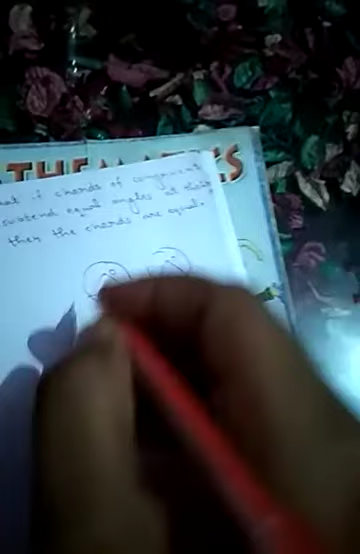 THEMATICS
that if chords of congruent
subtend equal angles at their
then the chords are equal.